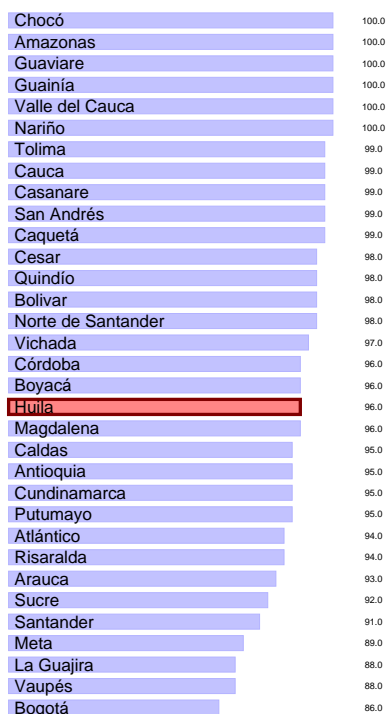 Chocó 100.0
Amazonas 100.0
Guaviare 100.0
Guainía 100.0
Valle del Cauca 100.0
Nariño 100.0
Tolima 99.0
Cauca 99.0
Casanare 99.0
San Andrés 99.0
Caquetá 99.0
Cesar 98.0
Quindío 98.0
Bolivar 98.0
Norte de Santander 98.0
Vichada 97.0
Córdoba 96.0
Boyacá 96.0
Huila 96.0
Magdalena 96.0
Caldas 95.0
Antioquia 95.0
Cundinamarca 95.0
Putumayo 95.0
Atlántico 94.0
Risaralda 94.0
Arauca 93.0
Sucre 92.0
Santander 91.0
Meta 89.0
La Guajira 88.0
Vaupés 88.0
Bogotá 86.0